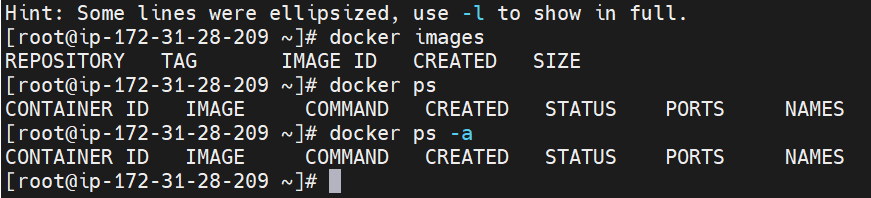 Hint: Some lines were ellipsized, use -l to show in full.
[root@ip-172-31-28-209 ~]# docker images
REPOSITORY   TAG       IMAGE ID   CREATED   SIZE
[root@ip-172-31-28-209 ~]# docker ps
CONTAINER ID   IMAGE     COMMAND   CREATED   STATUS    PORTS     NAMES
[root@ip-172-31-28-209 ~]# docker ps -a
CONTAINER ID   IMAGE     COMMAND   CREATED   STATUS    PORTS     NAMES
[root@ip-172-31-28-209 ~]#